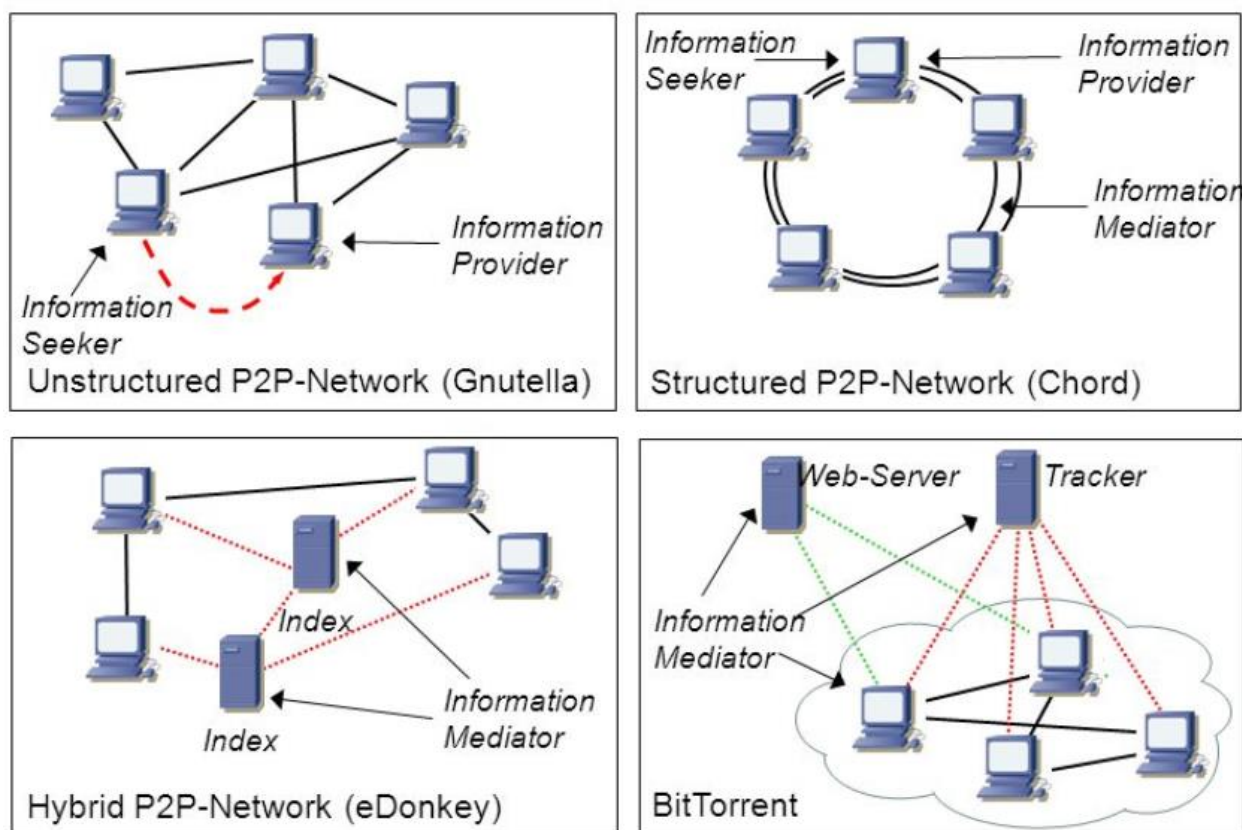 Information
Seeker
Information
Provider
Unstructured P2P-Network (Gnutella)
Information
Seeker
Information
Provider
Information
Mediator
Structured P2P-Network (Chord)
Index
Index
Information
Mediator
Hybrid P2P-Network (eDonkey)
Web-Server
Tracker
Information
Mediator
BitTorrent